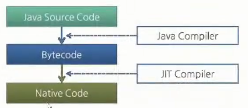 Java Source Code
Java Compiler
Bytecode
JIT Compiler
Native Code